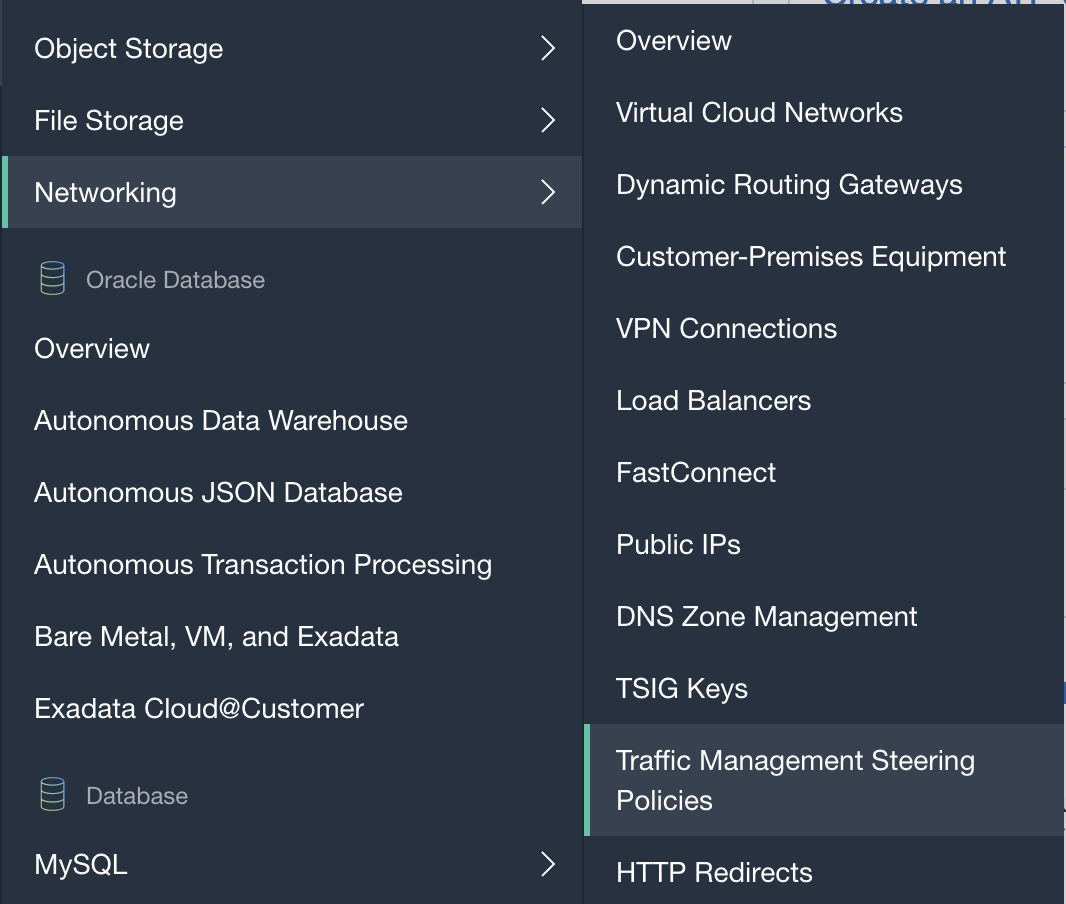 Object Storage
File Storage
Networking
Oracle Database
Overview
Autonomous Data Warehouse
Autonomous JSON Database
Autonomous Transaction Processing
Bare Metal, VM, and Exadata
Exadata Cloud@Customer
Database
MySQL
Overview
Virtual Cloud Networks
Dynamic Routing Gateways
Customer-Premises Equipment
VPN Connections
Load Balancers
FastConnect
Public IPs
DNS Zone Management
TSIG Keys
Traffic Management Steering
Policies
HTTP Redirects